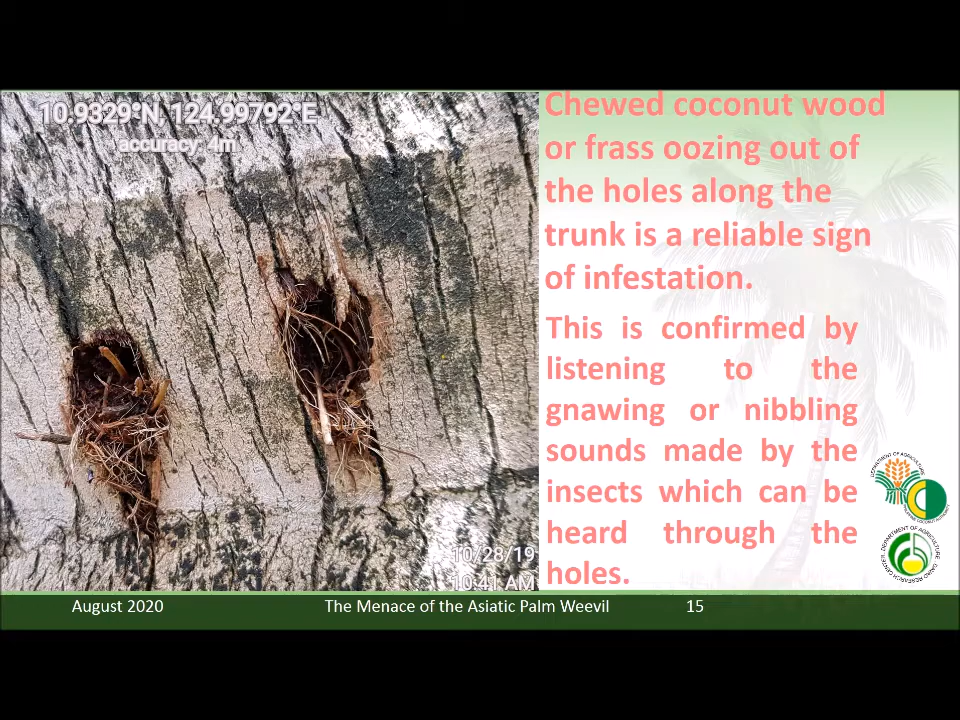 10.9329°N, 124.99792°E
accuracy: 4m
10/28/19
10:41 AM
Chewed coconut wood
or frass oozing out of
the holes along the
trunk is a reliable sign
of infestation.
This is confirmed by
listening to the
gnawing or nibbling
sounds made by the
insects which can be
heard through the
holes.
DEPARTMENT OF AGRICULTURE
August 2020
The Menace of the Asiatic Palm Weevil
15